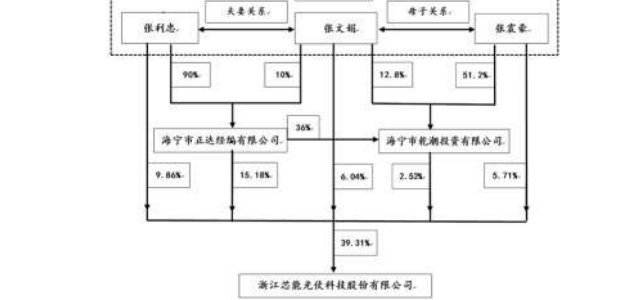 夫妻关系
母子关系
张利忠
张文娟
张震豪
90%
10%
12.8%
51.2%
36%
海宁市正达经编有限公司
海宁市乾潮投资有限公司
9.86%
15.18%
6.04%
2.52%
5.71%
39.31%
浙江芯能光伏科技股份有限公司